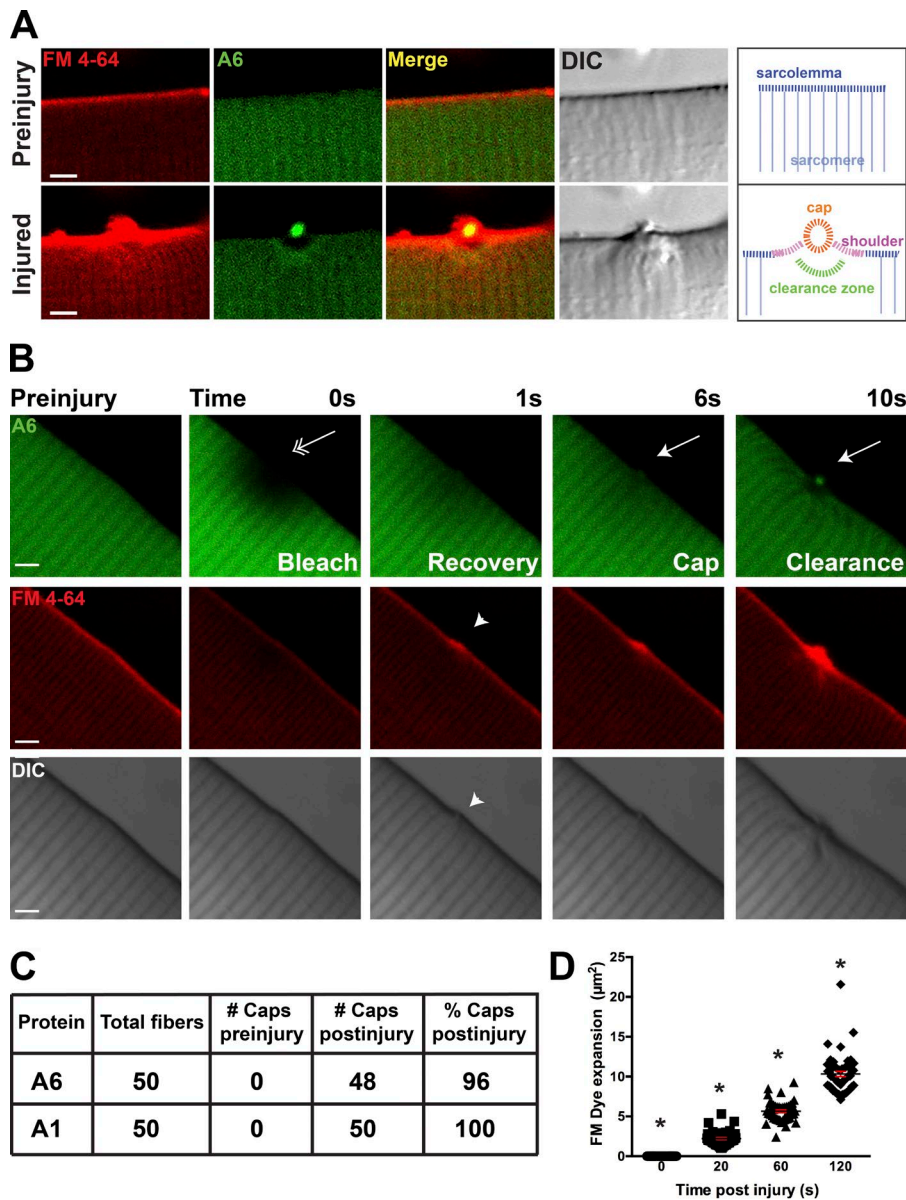 A
FM 4-64
A6
Merge
DIC
Preinjury
sarcolemma
sarcomere
Injured
cap
shoulder
clearance zone
B
Preinjury
Time
0s
1s
6s
10s
A6
Bleach
Recovery
Cap
Clearance
FM 4-64
DIC
C
Protein
Total fibers
# Caps
preinjury
# Caps
postinjury
% Caps
postinjury
A6
50
0
48
96
A1
50
0
50
100
D
FM Dye expansion (μm²)
25
20
15
10
5
0
*
*
*
*
0
20
60
120
Time post injury (s)